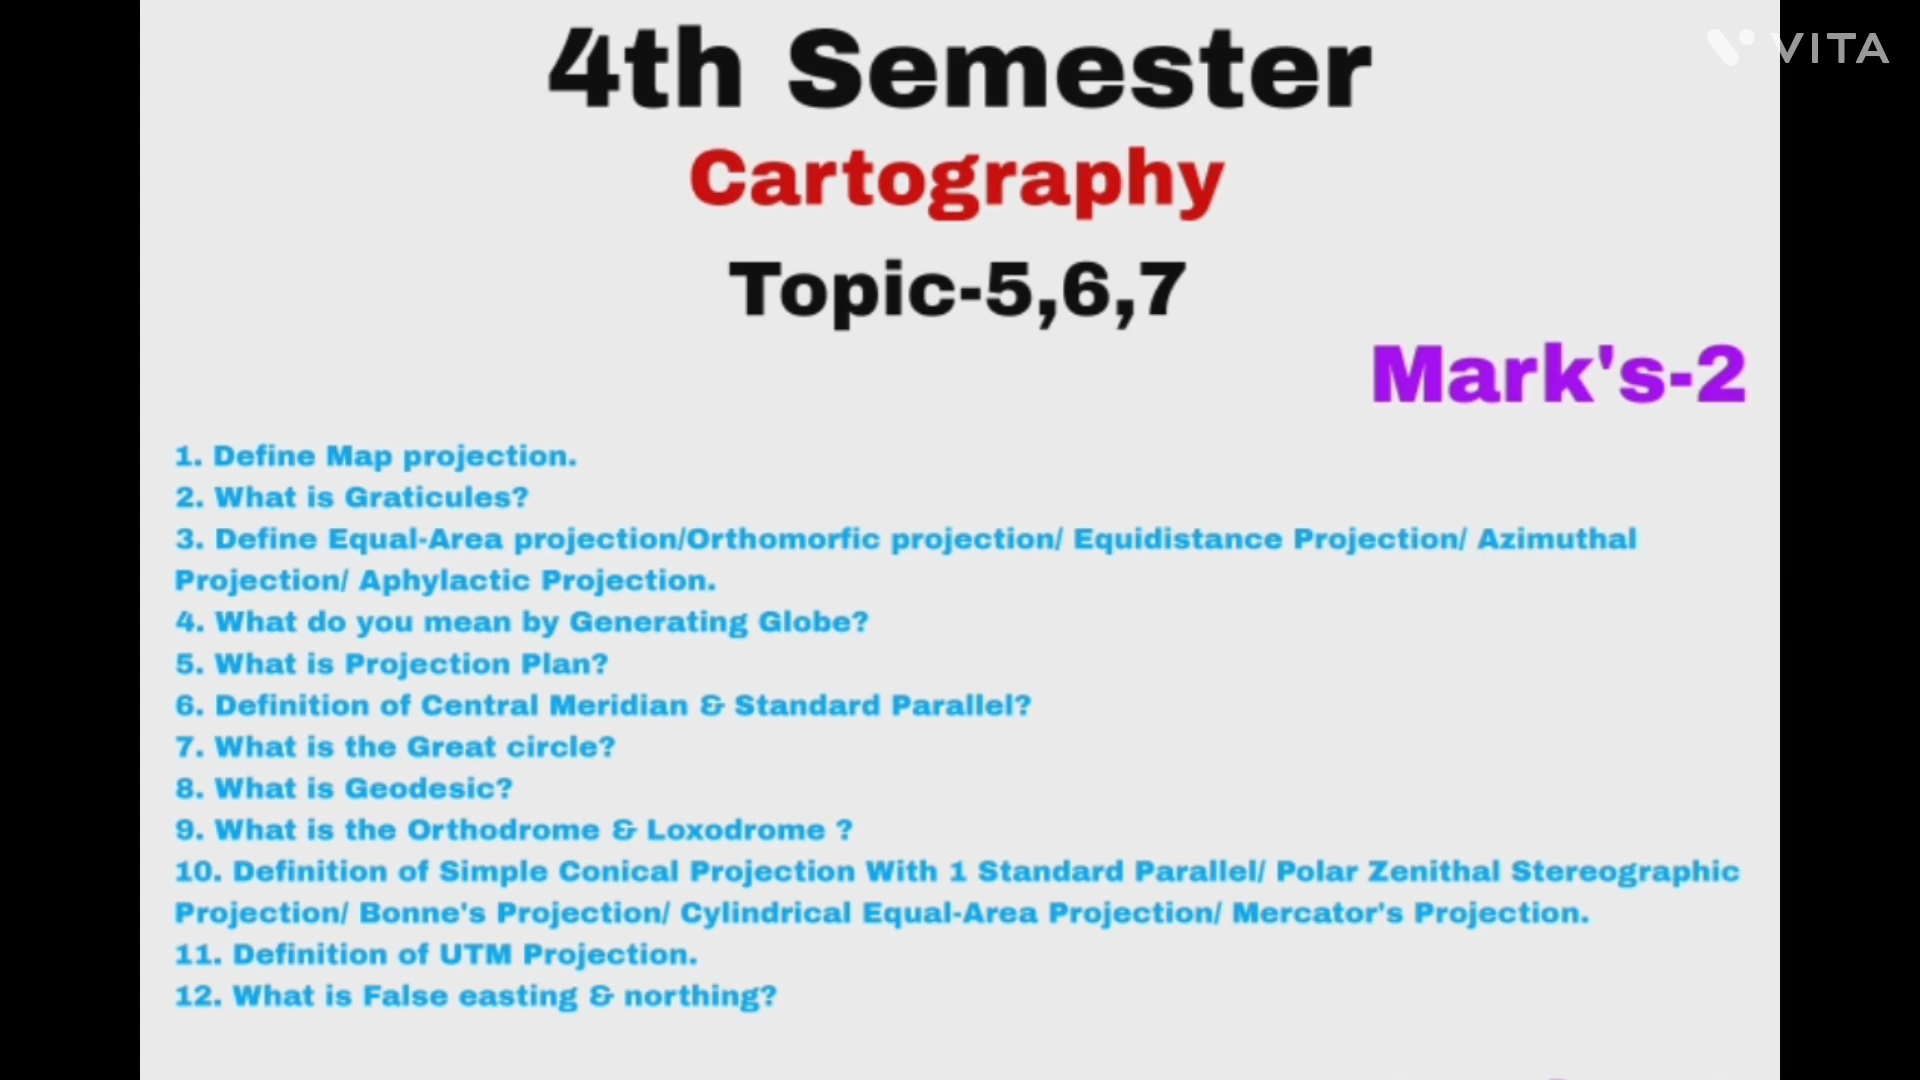 4th Semester
VITA
Cartography
Topic-5,6,7
Mark's-2
1. Define Map projection.
2. What is Graticules?
3. Define Equal-Area projection/Orthomorfic projection/ Equidistance Projection/ Azimuthal
Projection/ Aphylactic Projection.
4. What do you mean by Generating Globe?
5. What is Projection Plan?
6. Definition of Central Meridian & Standard Parallel?
7. What is the Great circle?
8. What is Geodesic?
9. What is the Orthodrome & Loxodrome ?
10. Definition of Simple Conical Projection With 1 Standard Parallel/ Polar Zenithal Stereographic
Projection/ Bonne's Projection/ Cylindrical Equal-Area Projection/ Mercator's Projection.
11. Definition of UTM Projection.
12. What is False easting & northing?